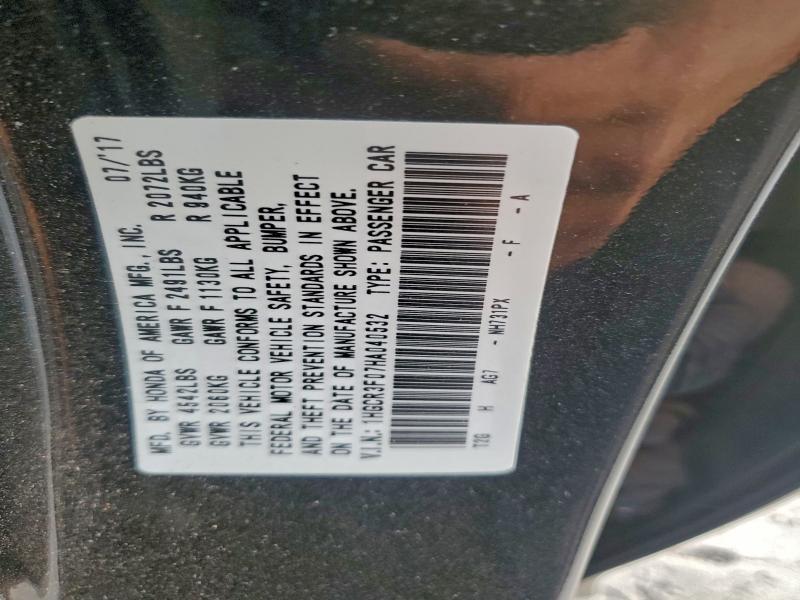 MFD. BY HONDA OF AMERICA MFG., INC. 07/'17
GVWR 4542LBS GAWR F 2491LBS R 2072LBS
GVWR 2060KG GAWR F 1130KG R 940KG
THIS VEHICLE CONFORMS TO ALL APPLICABLE
FEDERAL MOTOR VEHICLE SAFETY, BUMPER,
AND THEFT PREVENTION STANDARDS IN EFFECT
ON THE DATE OF MANUFACTURE SHOWN ABOVE.
V.I.N.: 1HGCR3F07HA040532 TYPE: PASSENGER CAR
T2G H AG7 - NH731PX - F - A